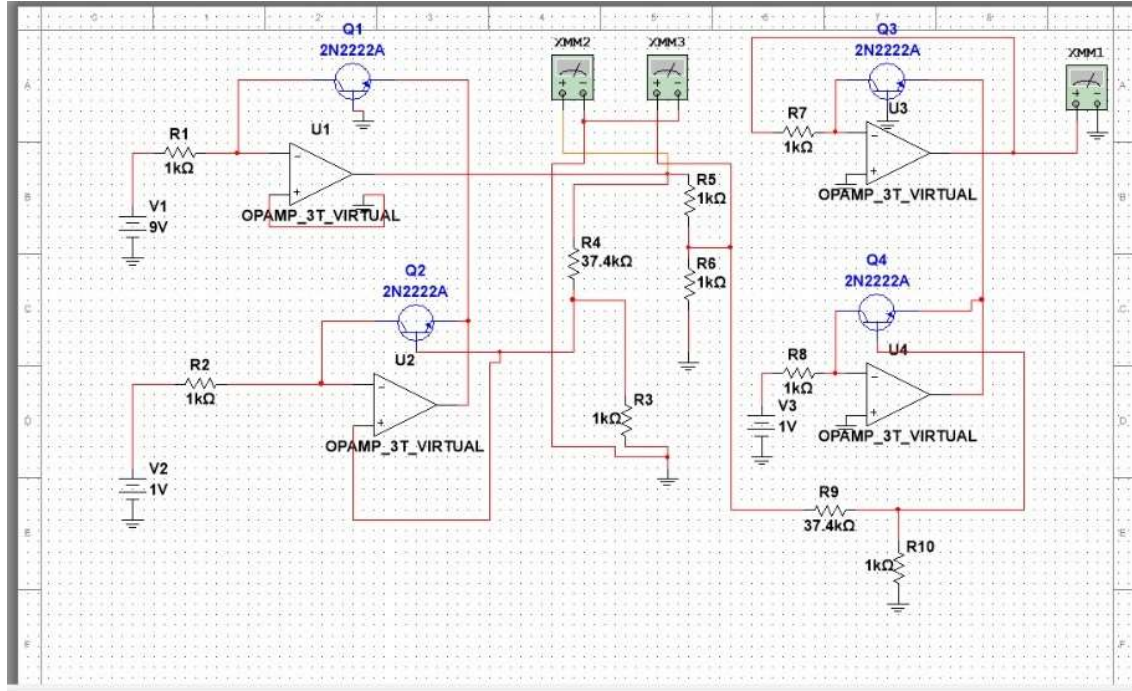 0 1 2 3 4 5 6 7 8
Q1
2N2222A
XMM2
XMM3
Q3
2N2222A
XMM1
A
A
U1
U3
R1
1kΩ
R7
1kΩ
V1
9V
OPAMP_3T_VIRTUAL
R5
1kΩ
OPAMP_3T_VIRTUAL
B
B
R4
37.4kΩ
R6
1kΩ
Q2
2N2222A
Q4
2N2222A
C
C
U2
U4
R2
1kΩ
R8
1kΩ
R3
1kΩ
V3
1V
D
D
OPAMP_3T_VIRTUAL
OPAMP_3T_VIRTUAL
V2
1V
R9
37.4kΩ
E
E
R10
1kΩ
F
F